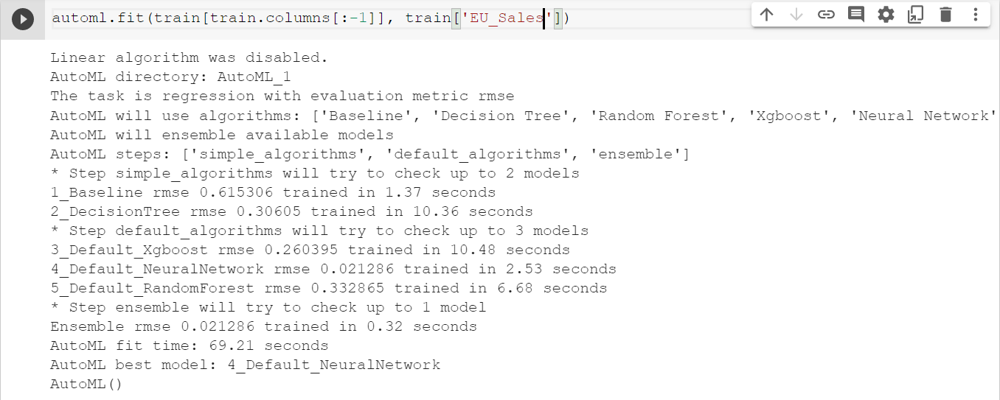 automl.fit(train[train.columns[:-1]], train['EU_Sales'])
Linear algorithm was disabled.
AutoML directory: AutoML_1
The task is regression with evaluation metric rmse
AutoML will use algorithms: ['Baseline', 'Decision Tree', 'Random Forest', 'Xgboost', 'Neural Network'
AutoML will ensemble available models
AutoML steps: ['simple_algorithms', 'default_algorithms', 'ensemble']
* Step simple_algorithms will try to check up to 2 models
1_Baseline rmse 0.615306 trained in 1.37 seconds
2_DecisionTree rmse 0.30605 trained in 10.36 seconds
* Step default_algorithms will try to check up to 3 models
3_Default_Xgboost rmse 0.260395 trained in 10.48 seconds
4_Default_NeuralNetwork rmse 0.021286 trained in 2.53 seconds
5_Default_RandomForest rmse 0.332865 trained in 6.68 seconds
* Step ensemble will try to check up to 1 model
Ensemble rmse 0.021286 trained in 0.32 seconds
AutoML fit time: 69.21 seconds
AutoML best model: 4_Default_NeuralNetwork
AutoML()